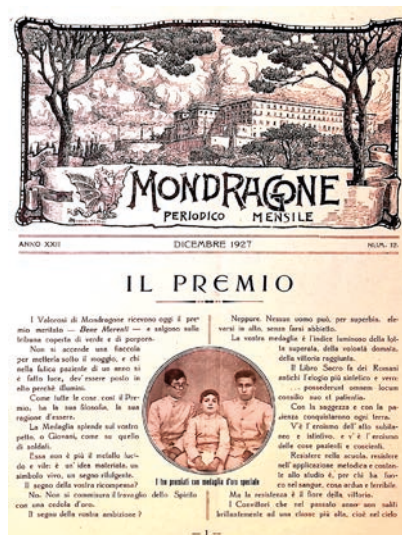 MONDRAGONE
PERIODICO MENSILE
ANNO XXII
DICEMBRE 1927
NUM. 12.
IL PREMIO
I Valorosi di Mondragone ricevono oggi il pre-
mio meritato — Bene Merenti — e salgono sulla
tribuna coperta di verde e di porpora.
Non si accende una fiaccola
per metterla sotto il moggio, e chi
nella fatica paziente di un anno si
è fatto luce, dev'essere posto in
alto perchè illumini.
Come tutte le cose, così il Pre-
mio, ha la sua filosofia, la sua
ragione d'essere.
La Medaglia splende sul vostro
petto, o Giovani, come su quello
di soldati.
Essa non è più il metallo luci-
do e vile: è un'idea materiata, un
simbolo vivo, un segno rifulgente.
Il segno della vostra ricompensa?
No. Non si commisura il travaglio dello Spirito
con una cedola d'oro.
Il segno della vostra ambizione?
Neppure. Nessun uomo può, per superbia, ele-
versi in alto, senza farsi abbietto.
La vostra medaglia è l'indice luminoso della lot-
ta superata, della volontà domata,
della vittoria raggiunta.
Il Libro Sacro fa dei Romani
antichi l'elogio più sintetico e vero:
... possederunt omnem locum
consilio suo et patientia.
Con la saggezza e con la pa-
zienza conquistarono ogni terra.
V'è l'eroismo dell'atto subita-
neo e istintivo, e v'è l'eroismo
delle cose pazienti e coscienti.
Resistere nella scuola, resistere
nell'applicazione metodica e costan-
te allo studio è, per chi ha fuo-
co nel sangue, cosa ardua e terribile.
Ma la resistenza è il fiore della vittoria.
I Convittori che nel passato anno son saliti
brillantemente ad una classe più alta, cioè nel cielo
I tre premiati con medaglia d'oro speciale
— 1 —